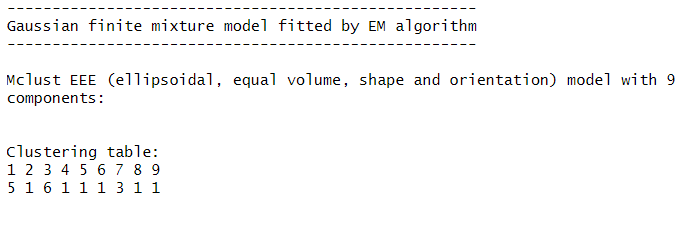 ----------------------------------------------------
Gaussian finite mixture model fitted by EM algorithm
----------------------------------------------------
Mclust EEE (ellipsoidal, equal volume, shape and orientation) model with 9
components:
Clustering table:
1 2 3 4 5 6 7 8 9
5 1 6 1 1 1 3 1 1